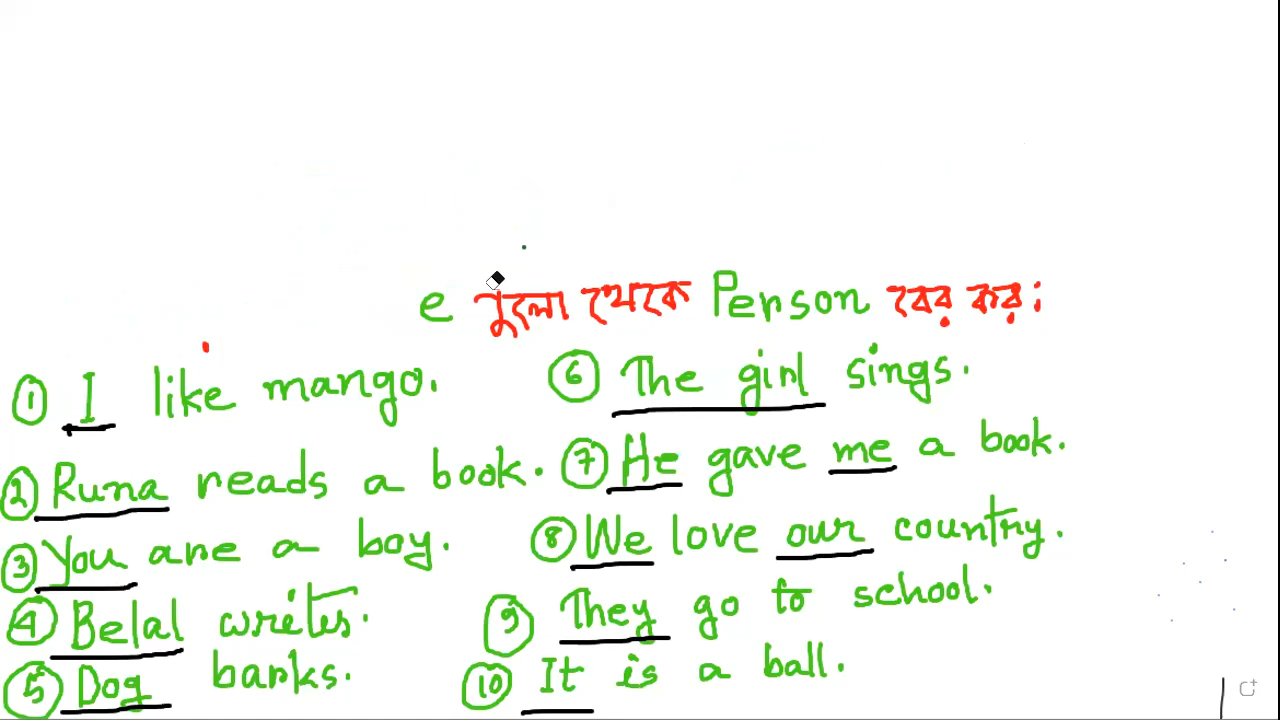 e গুলো থেকে Person বের কর:
① I like mango.
② Runa reads a book.
③ You are a boy.
④ Belal writes.
⑤ Dog barks.
⑥ The girl sings.
⑦ He gave me a book.
⑧ We love our country.
⑨ They go to school.
⑩ It is a ball.